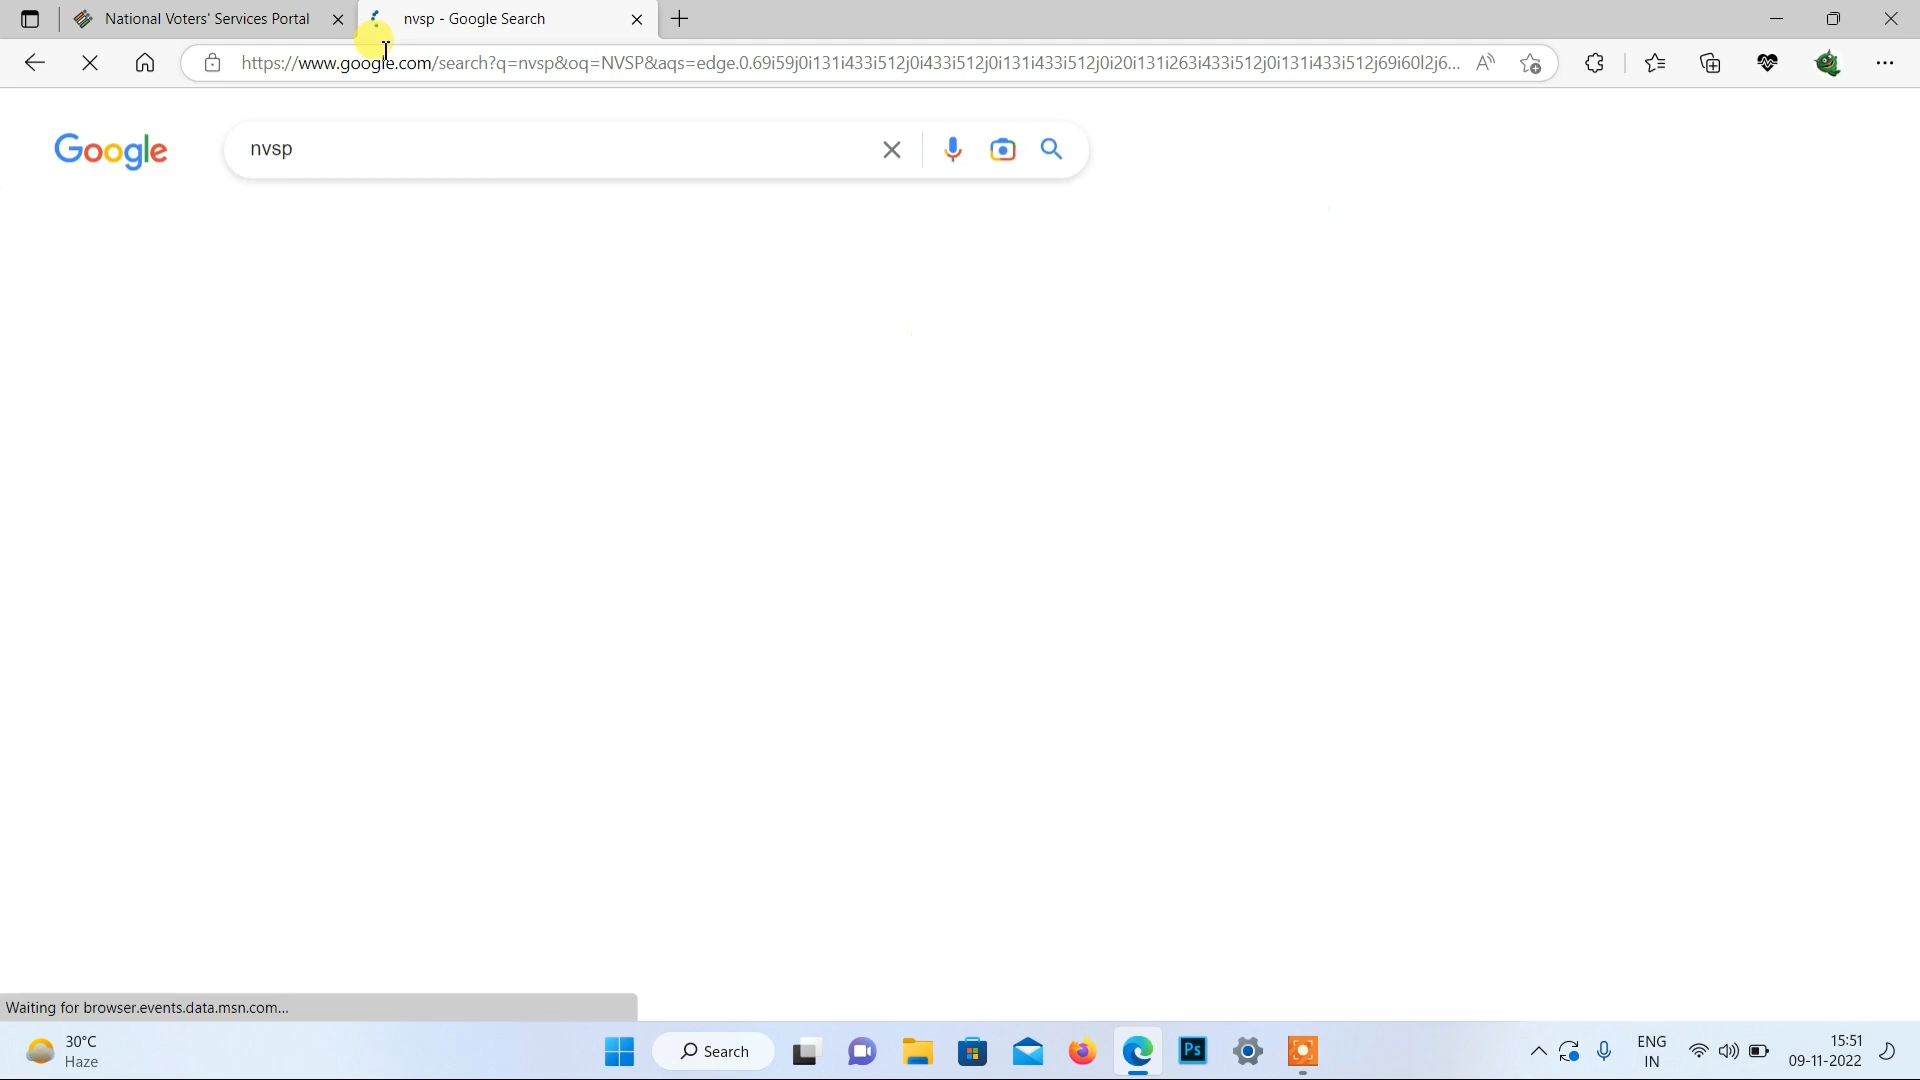 National Voters' Services Portal
nvsp - Google Search
https://www.google.com/search?q=nvsp&oq=NVSP&aqs=edge.0.69i59j0i131i433i512j0i433i512j0i131i433i512j0i20i131i263i433i512j0i131i433i512j69i60l2j6...
Google
nvsp
Waiting for browser.events.data.msn.com...
30°C
Haze
Search
Ps
ENG
IN
15:51
09-11-2022